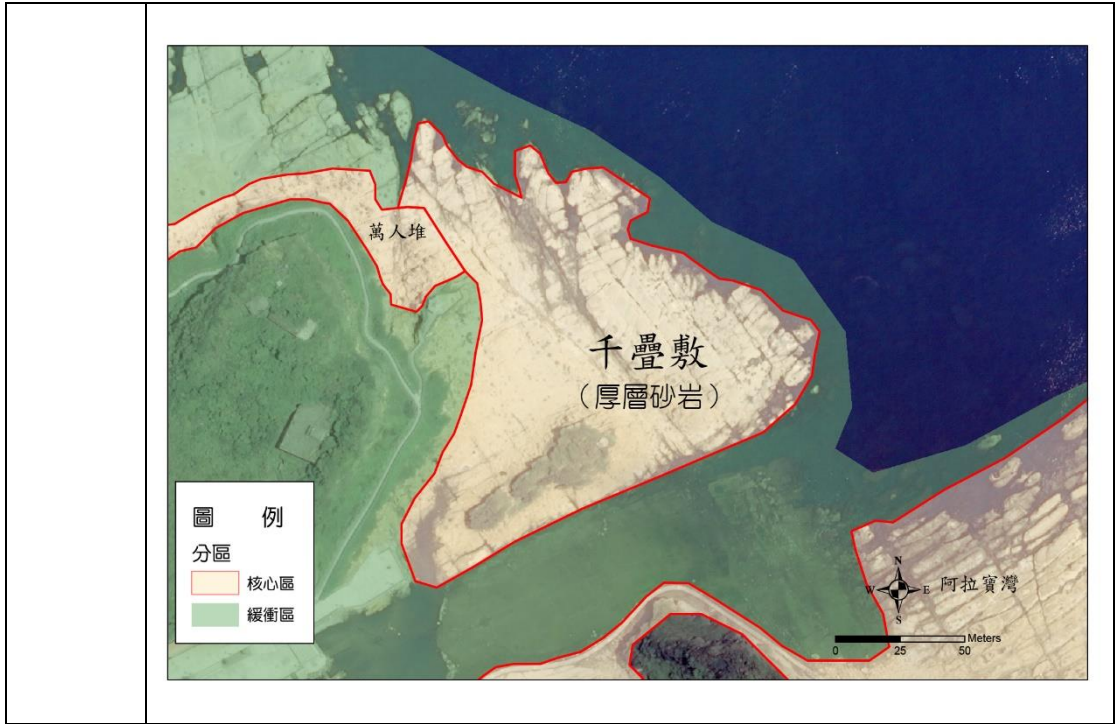 萬人堆
千疊敷
（厚層砂岩）
圖 例
分區
核心區
緩衝區
N
W E
S
阿拉寶灣
Meters
0 25 50